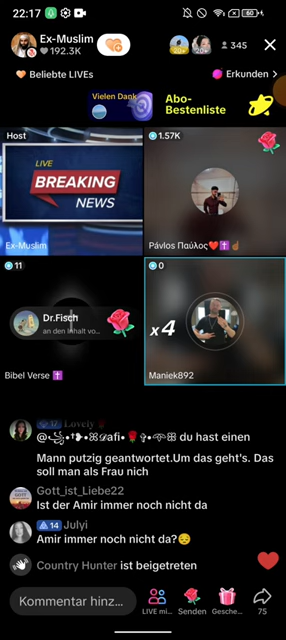 22:17
60
Ex-Muslim
192.3K
20+
20+
345
Beliebte LIVEs
Erkunden >
Vielen Dank
Abo-
Bestenliste
Host
1.57K
LIVE
BREAKING
NEWS
Ex-Muslim
Pávlos Παύλος❤️✝️☝🏽
11
0
Dr.Fisch
an den Inhalt vo...
x4
Bibel Verse ✝️
Maniek892
Lovely 🌹
du hast einen
Mann putzig geantwortet.Um das geht's. Das
soll man als Frau nich
Gott_ist_Liebe22
Ist der Amir immer noch nicht da
14 Julyi
Amir immer noch nicht da?😔
Country Hunter ist beigetreten
Kommentar hinz...
LIVE mi...
Senden
Gesche...
75